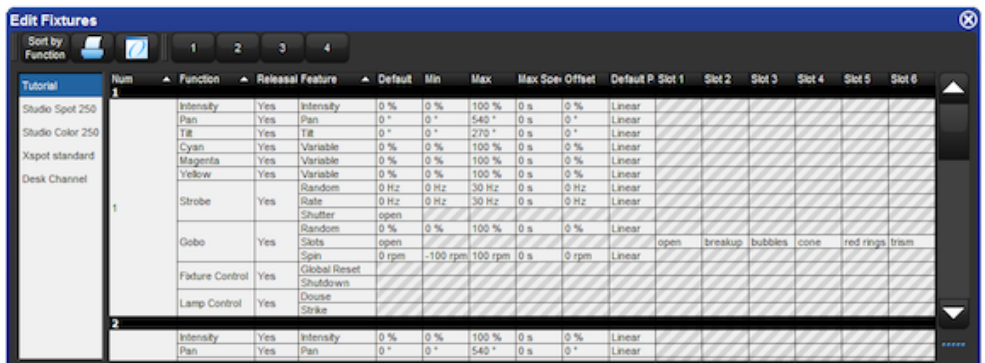 Edit Fixtures
Sort by Function 1 2 3 4
Num Function Releasal Feature Default Min Max Max Spe Offset Default P Slot 1 Slot 2 Slot 3 Slot 4 Slot 5 Slot 6
Tutorial
Studio Spot 250
Studio Color 250
Xspot standard
Desk Channel
1
1
Intensity Yes Intensity 0 % 0 % 100 % 0 s 0 % Linear
Pan Yes Pan 0 ° 0 ° 540 ° 0 s 0 ° Linear
Tilt Yes Tilt 0 ° 0 ° 270 ° 0 s 0 ° Linear
Cyan Yes Variable 0 % 0 % 100 % 0 s 0 % Linear
Magenta Yes Variable 0 % 0 % 100 % 0 s 0 % Linear
Yellow Yes Variable 0 % 0 % 100 % 0 s 0 % Linear
Strobe Yes Random 0 Hz 0 Hz 30 Hz 0 s 0 Hz Linear
Rate 0 Hz 0 Hz 30 Hz 0 s 0 Hz Linear
Shutter open
Gobo Yes Random 0 % 0 % 100 % 0 s 0 % Linear
Slots open open breakup bubbles cone red rings trism
Spin 0 rpm -100 rpm 100 rpm 0 s 0 rpm Linear
Fixture Control Yes Global Reset
Shutdown
Lamp Control Yes Douse
Strike
2
Intensity Yes Intensity 0 % 0 % 100 % 0 s 0 % Linear
Pan Yes Pan 0 ° 0 ° 540 ° 0 s 0 ° Linear